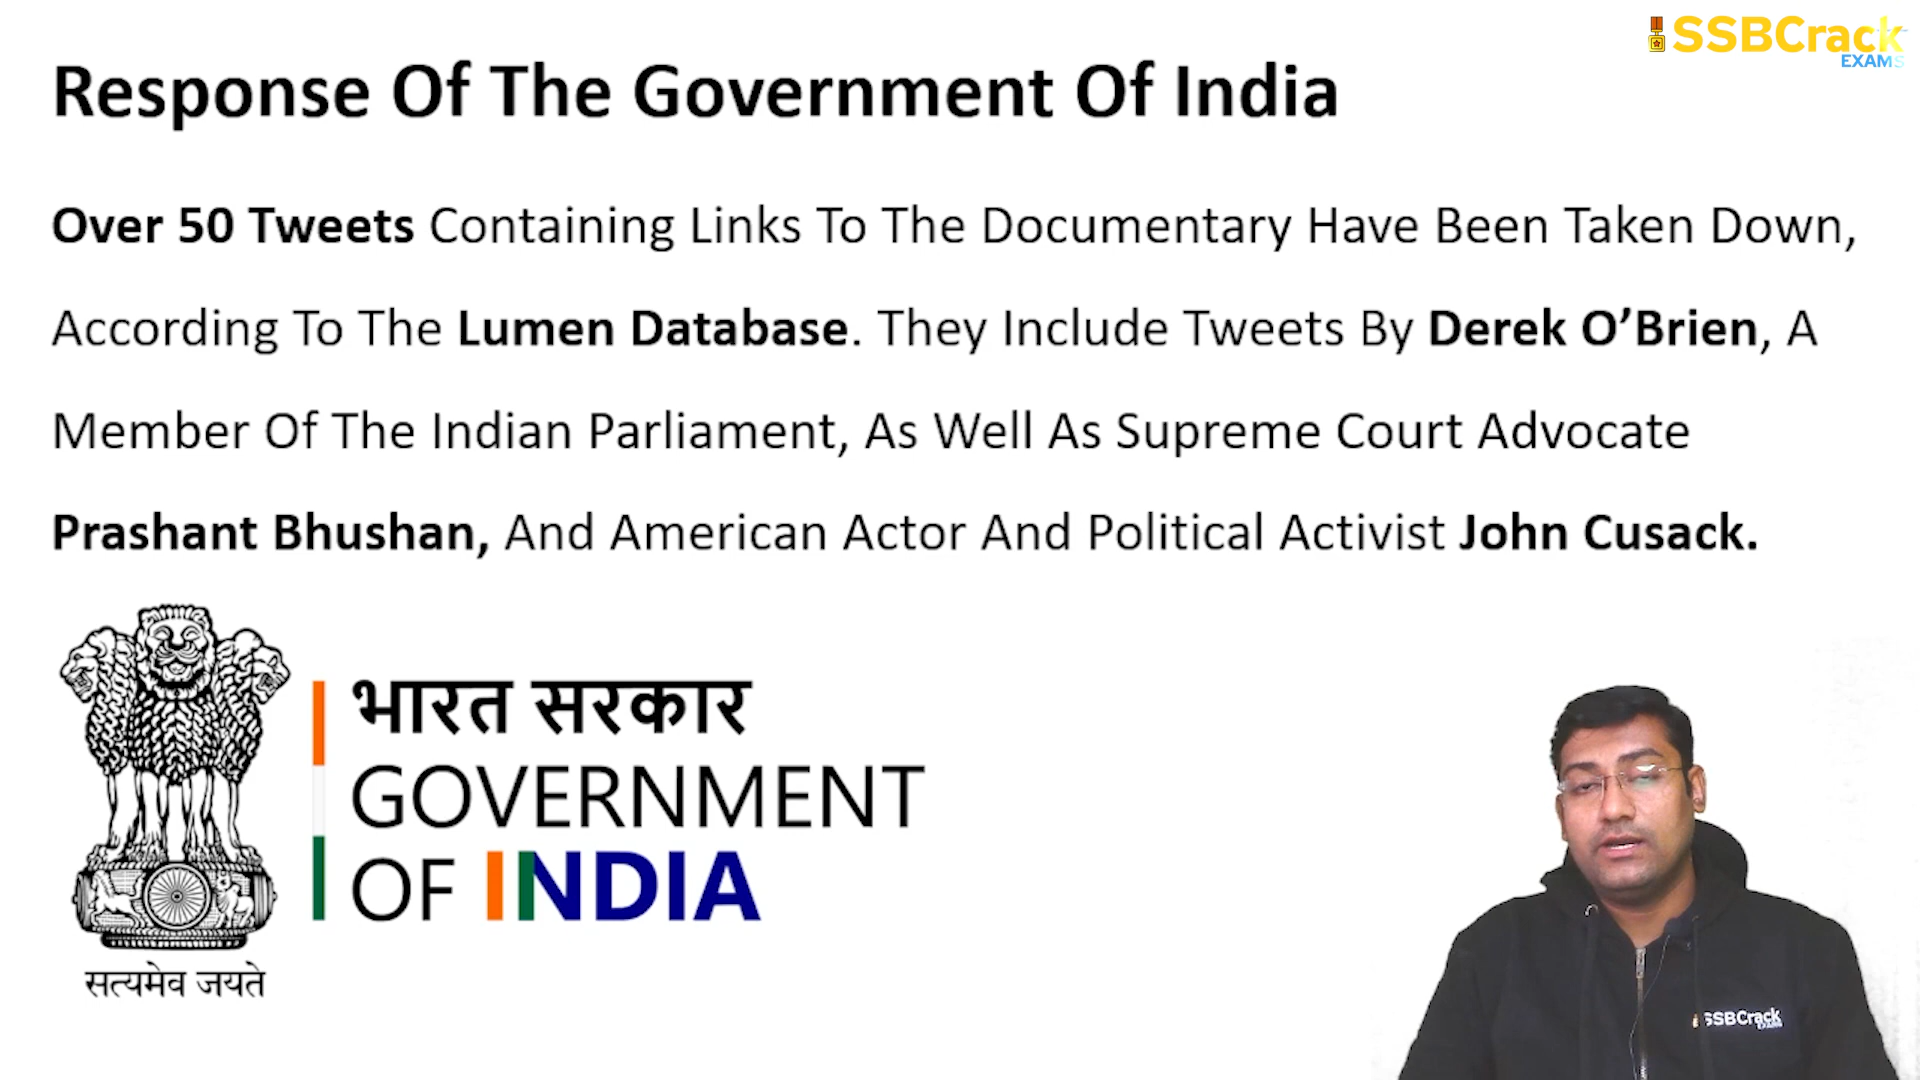 SSBCrack
EXAMS
Response Of The Government Of India
Over 50 Tweets Containing Links To The Documentary Have Been Taken Down,
According To The Lumen Database. They Include Tweets By Derek O’Brien, A
Member Of The Indian Parliament, As Well As Supreme Court Advocate
Prashant Bhushan, And American Actor And Political Activist John Cusack.
भारत सरकार
GOVERNMENT
OF INDIA
सत्यमेव जयते
SSBCrack
EXAMS